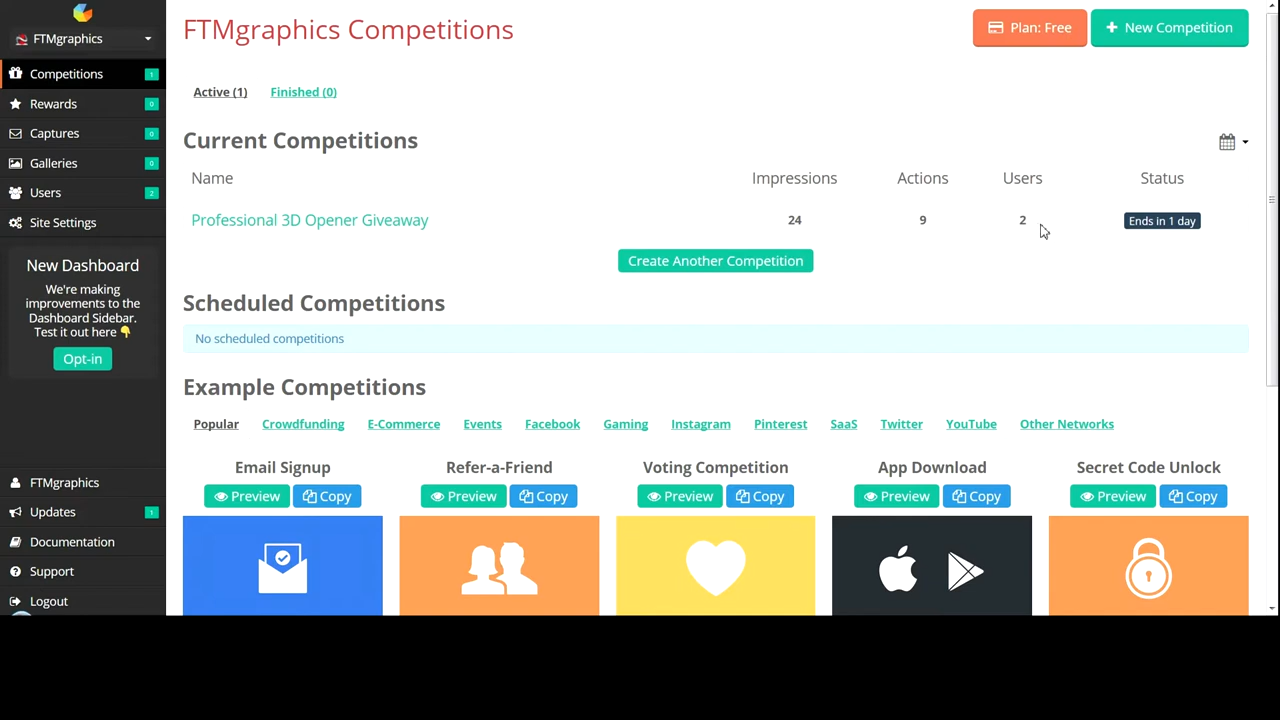 FTMgraphics
Competitions 1
Rewards 0
Captures 0
Galleries 0
Users 2
Site Settings
New Dashboard
We're making
improvements to the
Dashboard Sidebar.
Test it out here 👇
Opt-in
FTMgraphics
Updates 1
Documentation
Support
Logout
FTMgraphics Competitions
Plan: Free
+ New Competition
Active (1) Finished (0)
Current Competitions
Name Impressions Actions Users Status
Professional 3D Opener Giveaway 24 9 2 Ends in 1 day
Create Another Competition
Scheduled Competitions
No scheduled competitions
Example Competitions
Popular Crowdfunding E-Commerce Events Facebook Gaming Instagram Pinterest SaaS Twitter YouTube Other Networks
Email Signup Refer-a-Friend Voting Competition App Download Secret Code Unlock
Preview Copy Preview Copy Preview Copy Preview Copy Preview Copy